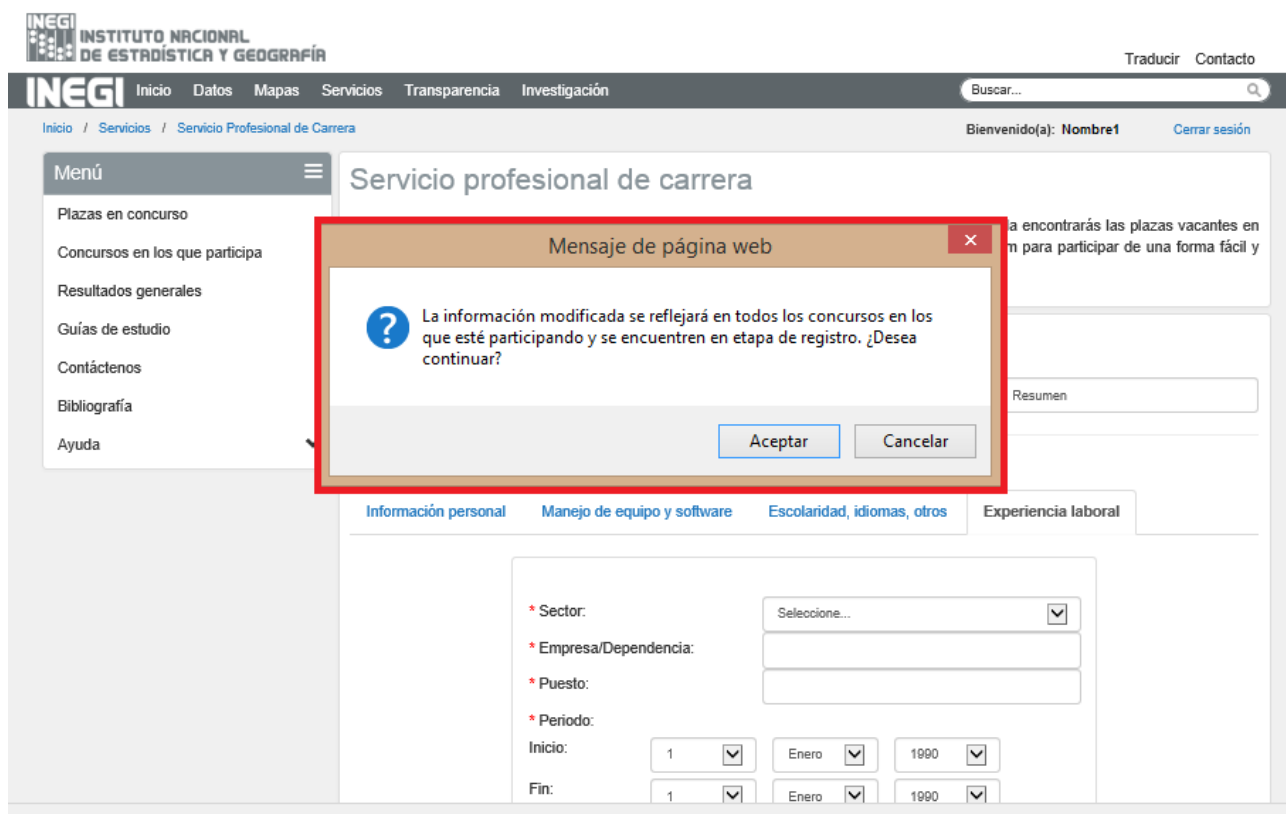 INEGI
INSTITUTO NACIONAL
DE ESTADÍSTICA Y GEOGRAFÍA
Traducir Contacto
INEGI Inicio Datos Mapas Servicios Transparencia Investigación Buscar...
Inicio / Servicios / Servicio Profesional de Carrera
Bienvenido(a): Nombre1 Cerrar sesión
Menú
Plazas en concurso
Concursos en los que participa
Resultados generales
Guías de estudio
Contáctenos
Bibliografía
Ayuda
Servicio profesional de carrera
encontrarás las plazas vacantes en
para participar de una forma fácil y
Mensaje de página web
La información modificada se reflejará en todos los concursos en los
que esté participando y se encuentren en etapa de registro. ¿Desea
continuar?
Aceptar Cancelar
Resumen
Información personal Manejo de equipo y software Escolaridad, idiomas, otros Experiencia laboral
* Sector: Seleccione...
* Empresa/Dependencia:
* Puesto:
* Periodo:
Inicio: 1 Enero 1990
Fin: 1 Enero 1990